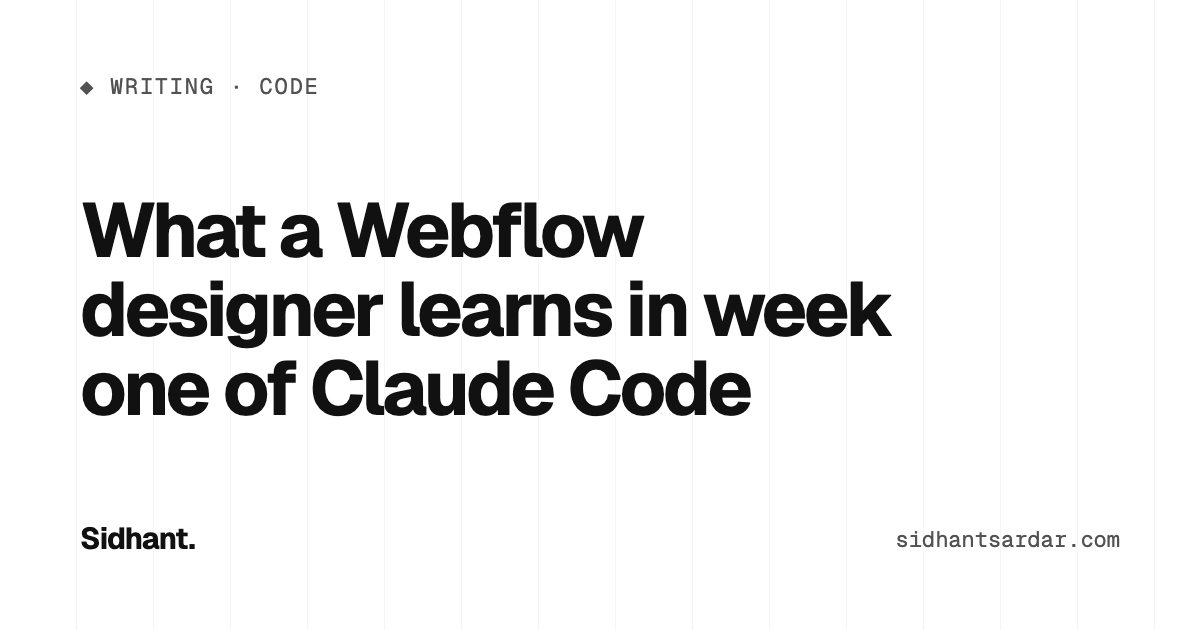 ◆ WRITING · CODE
What a Webflow
designer learns in week
one of Claude Code
Sidhant.
sidhantsardar.com